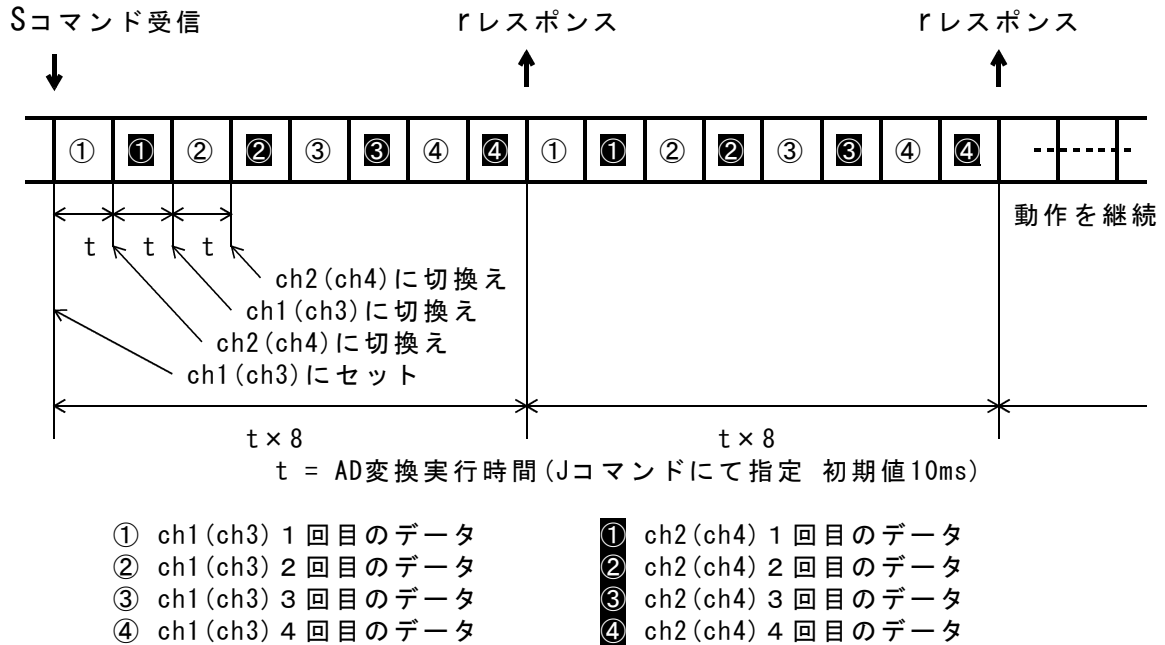 Sコマンド受信 rレスポンス rレスポンス
① ❶ ② ❷ ③ ❸ ④ ❹ ① ❶ ② ❷ ③ ❸ ④ ❹
動作を継続
t t t
ch2(ch4)に切換え
ch1(ch3)に切換え
ch2(ch4)に切換え
ch1(ch3)にセット
t×8 t×8
t = AD変換実行時間(Jコマンドにて指定 初期値10ms)
① ch1(ch3)1回目のデータ ❶ ch2(ch4)1回目のデータ
② ch1(ch3)2回目のデータ ❷ ch2(ch4)2回目のデータ
③ ch1(ch3)3回目のデータ ❸ ch2(ch4)3回目のデータ
④ ch1(ch3)4回目のデータ ❹ ch2(ch4)4回目のデータ